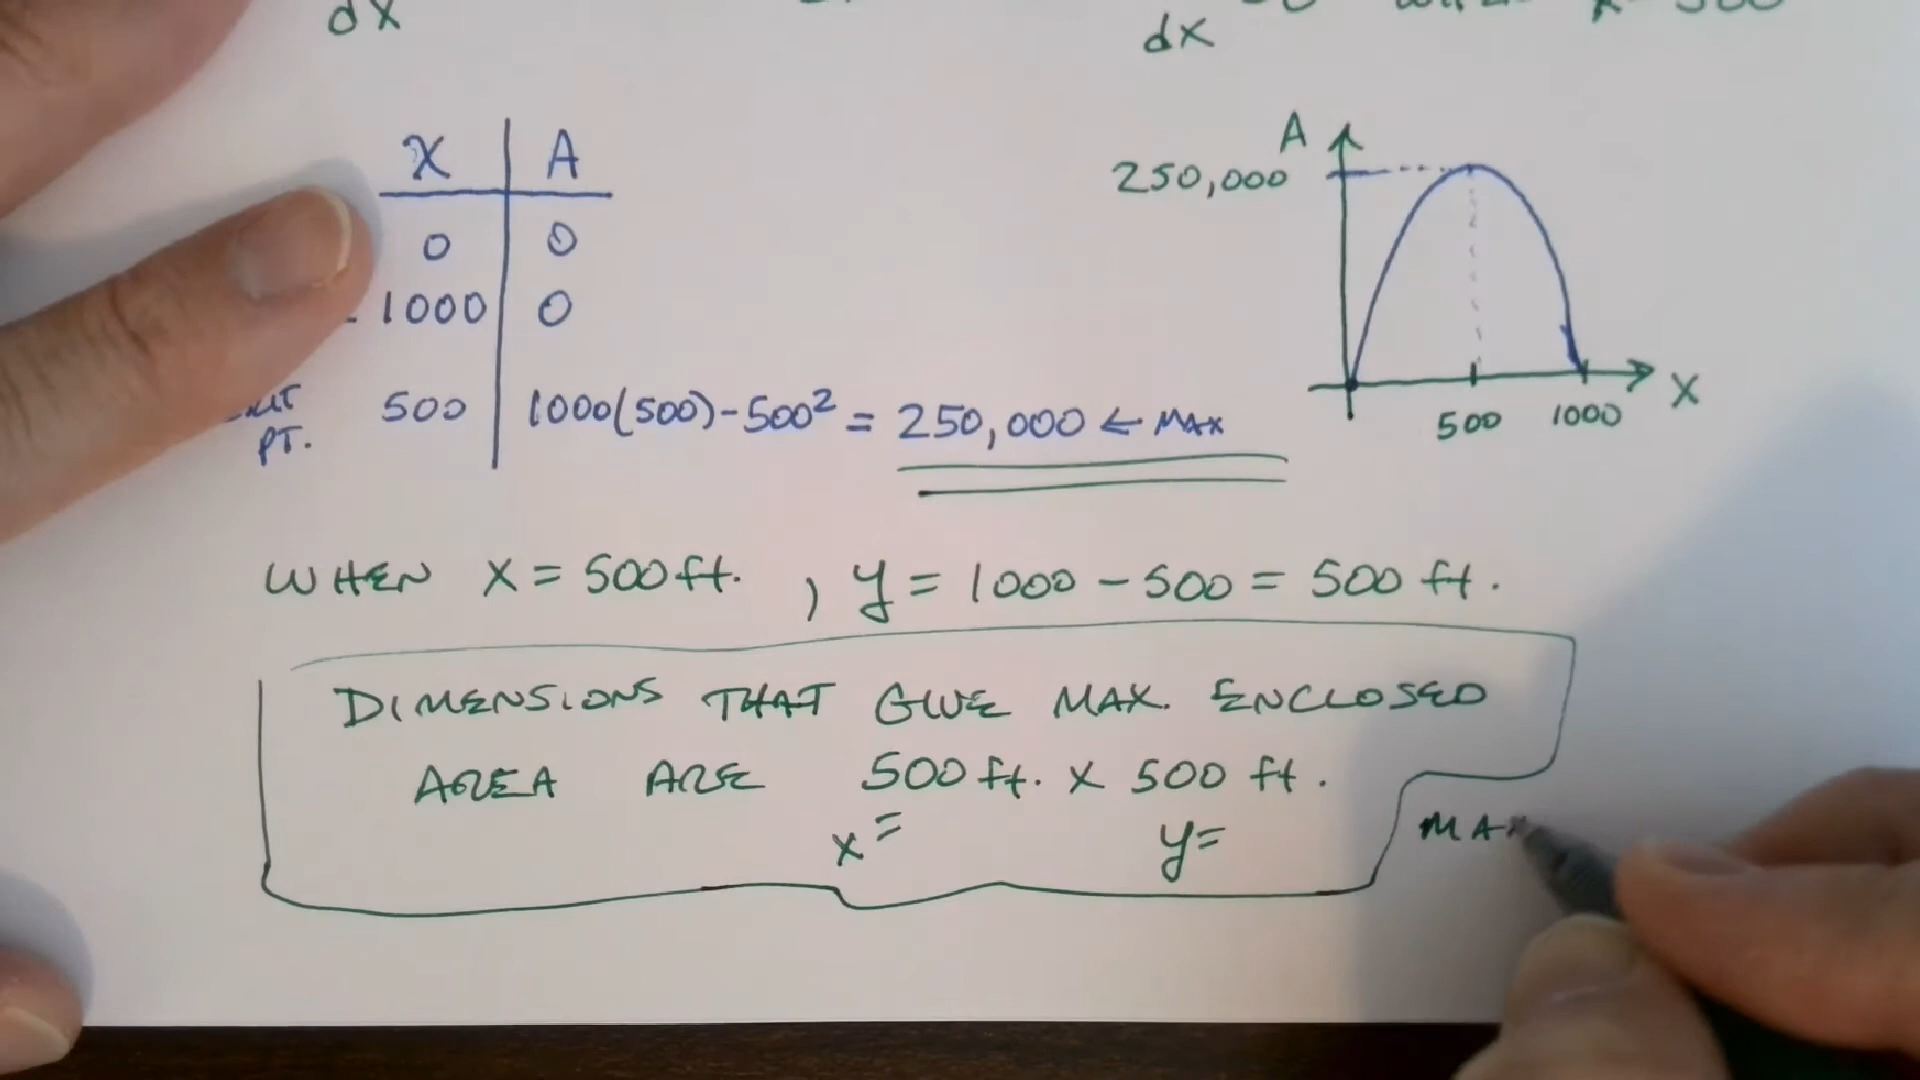 dx
dx
x A
0 0
1000 0
PT. 500 1000(500)-500² = 250,000 ← MAX
A
250,000
500 1000 X
WHEN X = 500 ft. , y = 1000 - 500 = 500 ft.
DIMENSIONS THAT GIVE MAX. ENCLOSED
AREA ARE 500 ft. x 500 ft.
x= y=
MAX